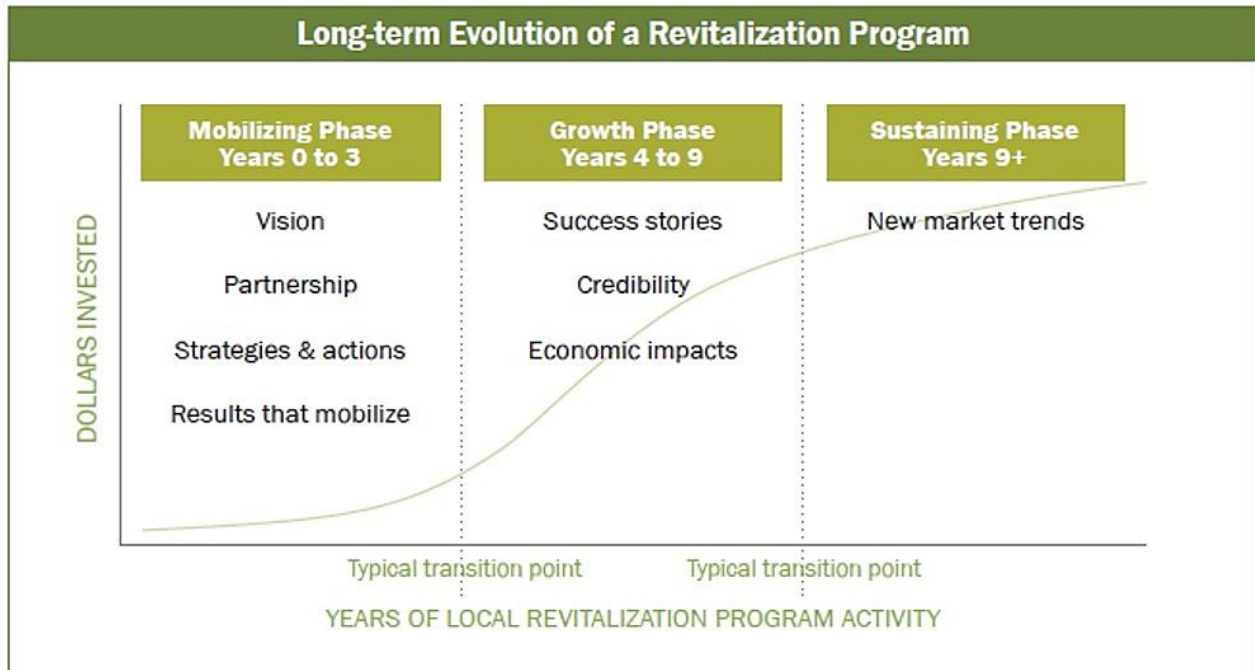 Long-term Evolution of a Revitalization Program
Mobilizing Phase
Years 0 to 3
Growth Phase
Years 4 to 9
Sustaining Phase
Years 9+
Vision
Success stories
New market trends
Partnership
Credibility
Strategies & actions
Economic impacts
Results that mobilize
DOLLARS INVESTED
Typical transition point
Typical transition point
YEARS OF LOCAL REVITALIZATION PROGRAM ACTIVITY